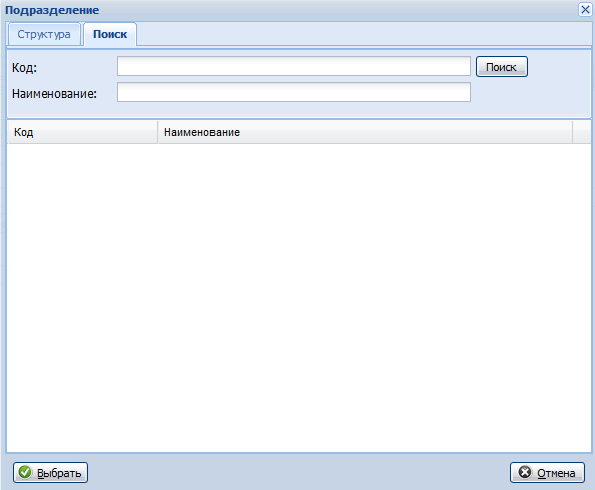 Подразделение
Структура Поиск
Код: Поиск
Наименование:
Код Наименование
Выбрать Отмена